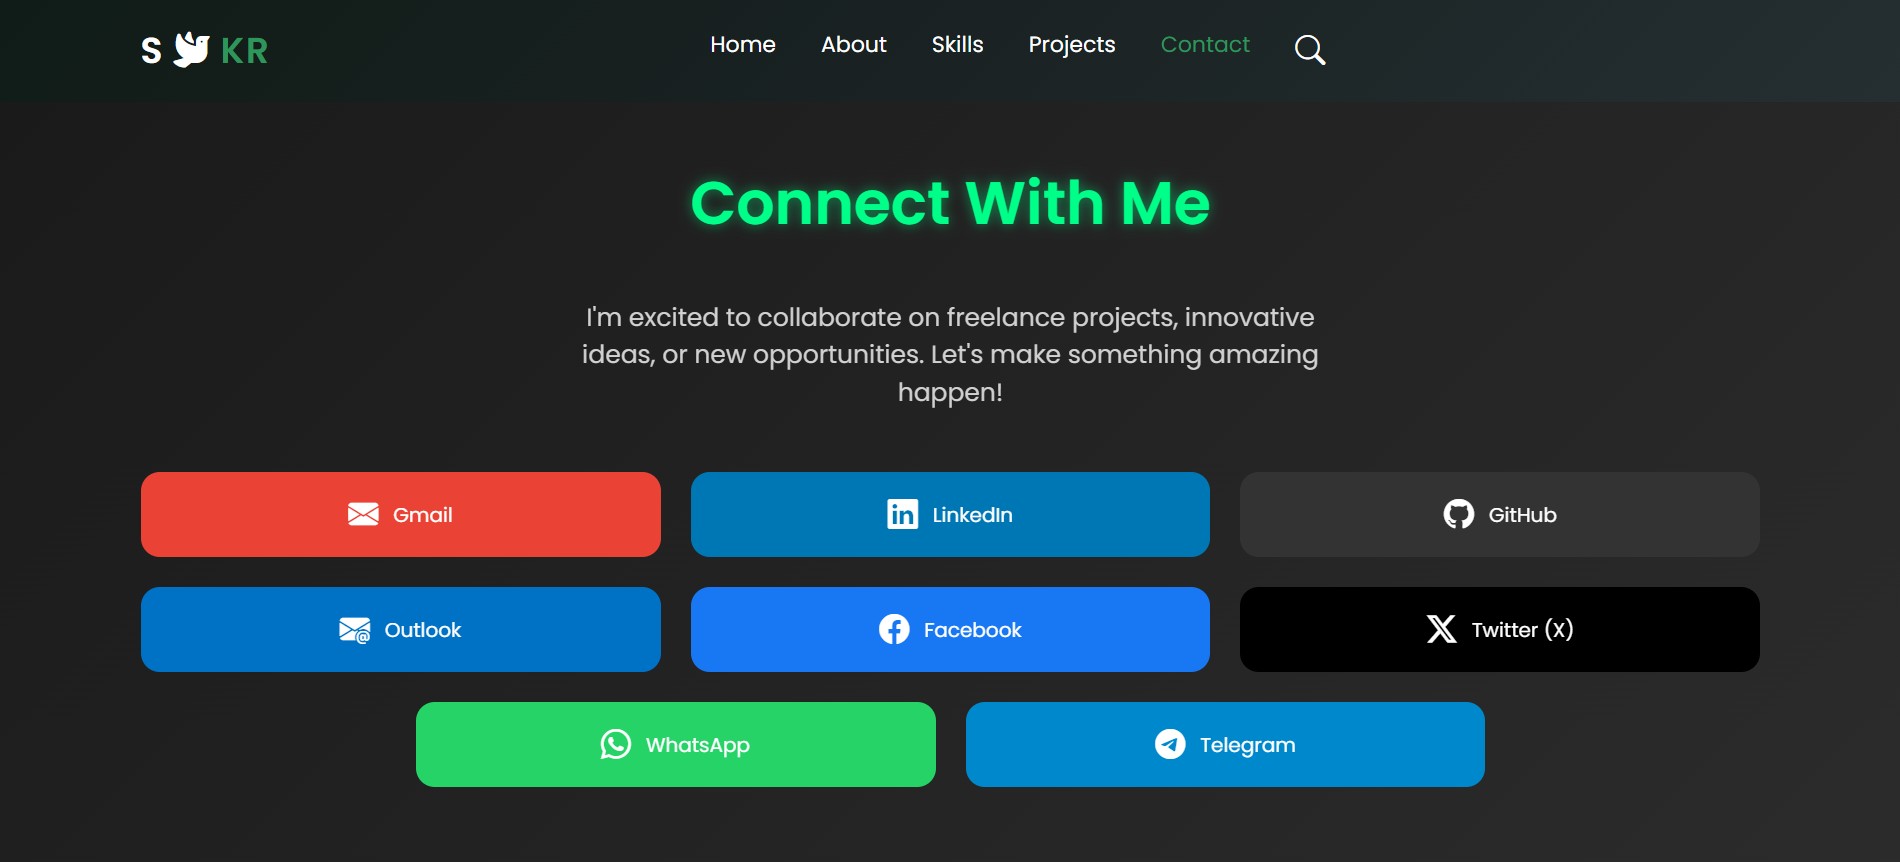 S KR
Home About Skills Projects Contact
Connect With Me
I'm excited to collaborate on freelance projects, innovative
ideas, or new opportunities. Let's make something amazing
happen!
Gmail LinkedIn GitHub
Outlook Facebook Twitter (X)
WhatsApp Telegram